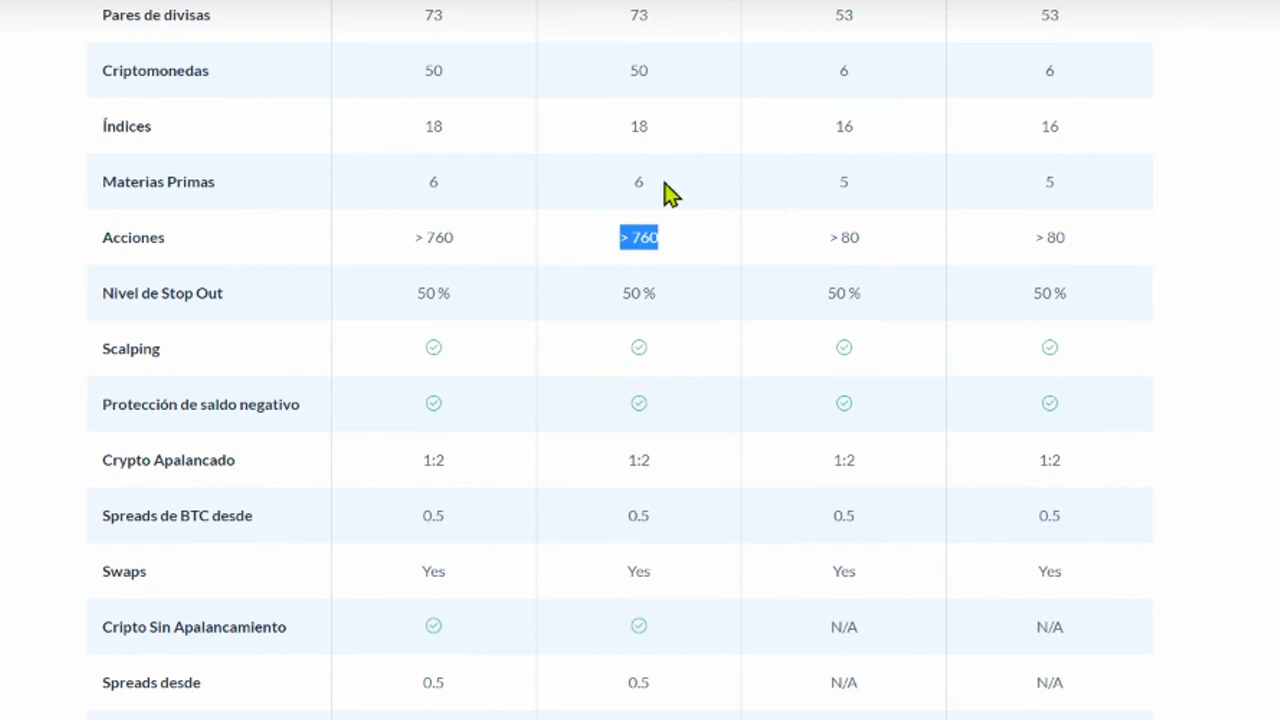 Pares de divisas 73 73 53 53
Criptomonedas 50 50 6 6
Índices 18 18 16 16
Materias Primas 6 6 5 5
Acciones > 760 > 760 > 80 > 80
Nivel de Stop Out 50 % 50 % 50 % 50 %
Scalping
Protección de saldo negativo
Crypto Apalancado 1:2 1:2 1:2 1:2
Spreads de BTC desde 0.5 0.5 0.5 0.5
Swaps Yes Yes Yes Yes
Cripto Sin Apalancamiento N/A N/A
Spreads desde 0.5 0.5 N/A N/A